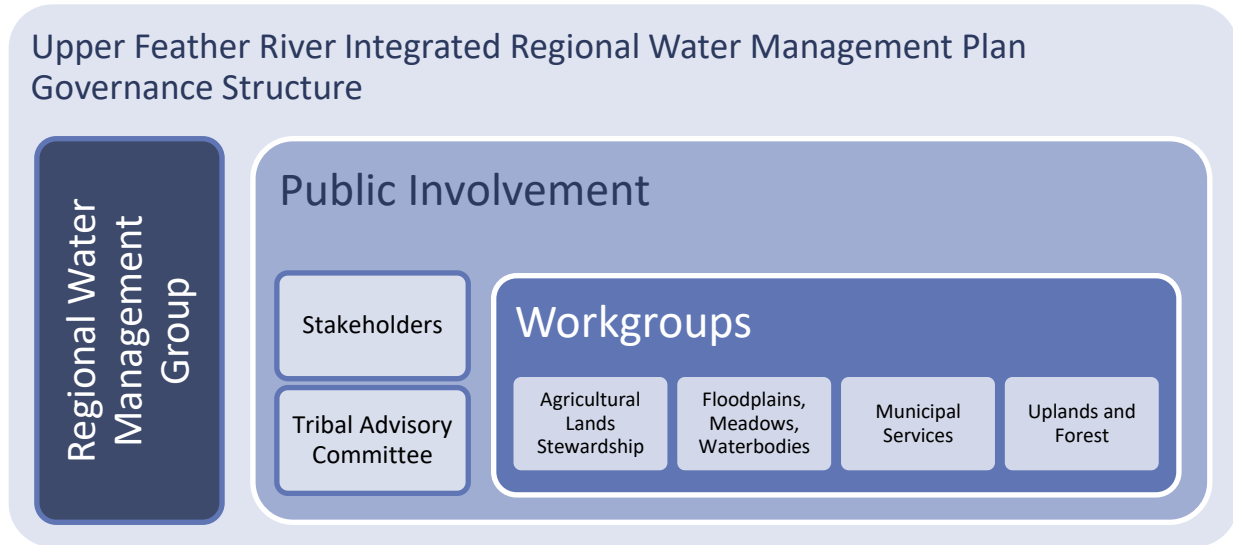 Upper Feather River Integrated Regional Water Management Plan
Governance Structure
Regional Water
Management
Group
Public Involvement
Stakeholders
Tribal Advisory
Committee
Workgroups
Agricultural
Lands
Stewardship
Floodplains,
Meadows,
Waterbodies
Municipal
Services
Uplands and
Forest